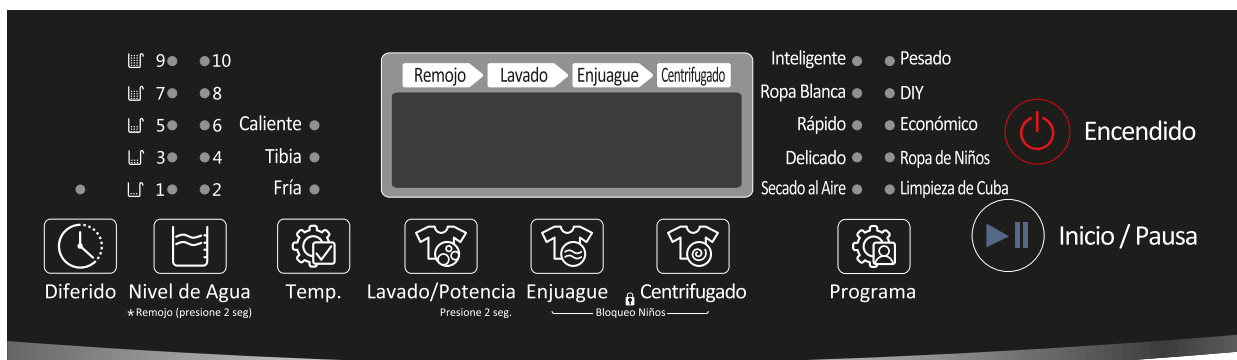 9 10
7 8
5 6
3 4
1 2
Caliente
Tibia
Fría
Remojo Lavado Enjuague Centrifugado
Inteligente Pesado
Ropa Blanca DIY
Rápido Económico
Delicado Ropa de Niños
Secado al Aire Limpieza de Cuba
Encendido
Inicio / Pausa
Diferido Nivel de Agua Temp. Lavado/Potencia Enjuague Centrifugado Programa
*Remojo (presione 2 seg) Presione 2 seg. Bloqueo Niños